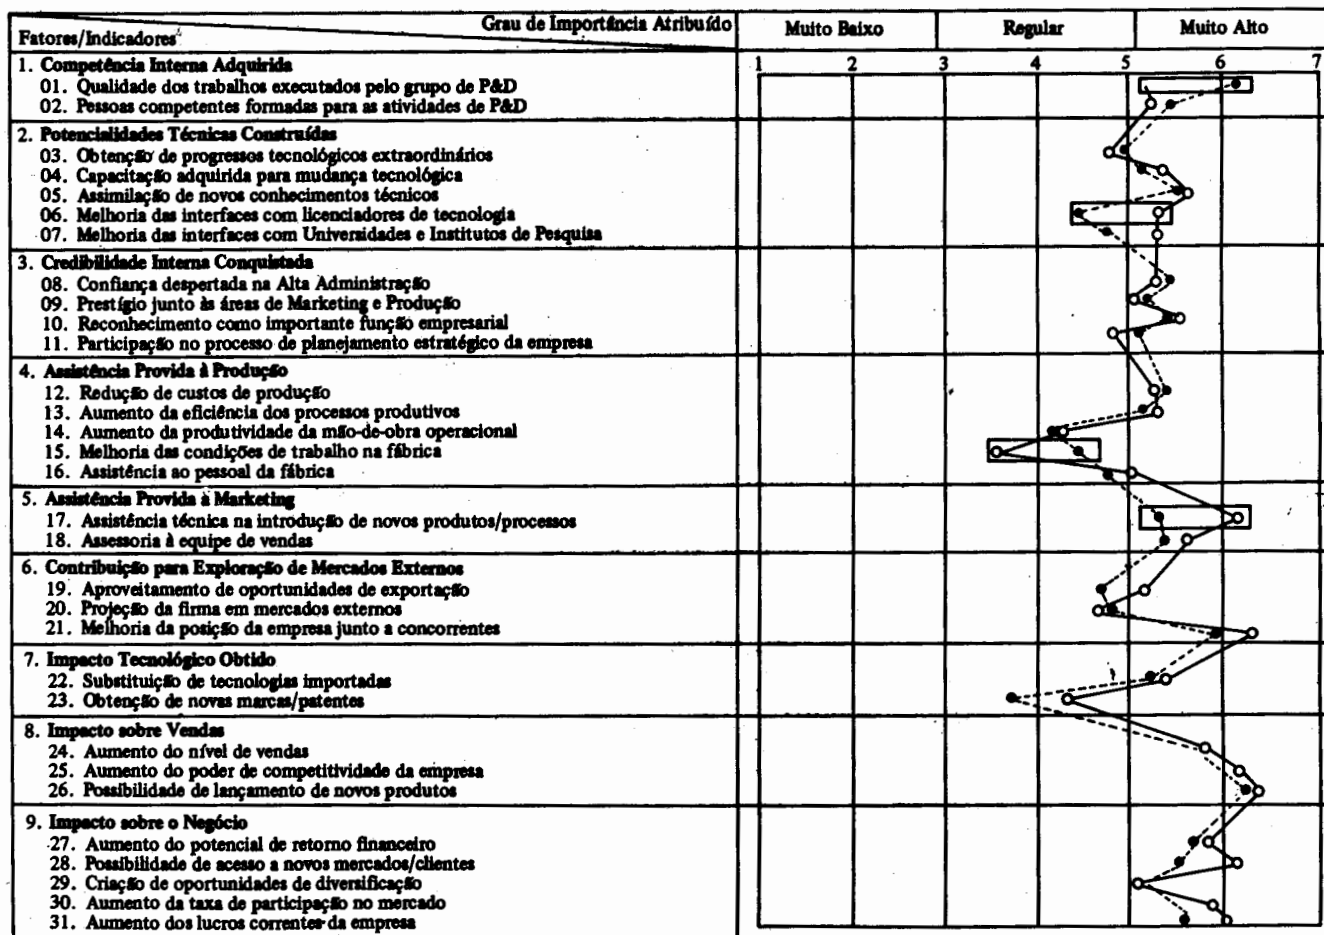 Grau de Importância Atribuído
Fatores/Indicadores
Muito Baixo
Regular
Muito Alto
1 2 3 4 5 6 7
1. Competência Interna Adquirida
01. Qualidade dos trabalhos executados pelo grupo de P&D
02. Pessoas competentes formadas para as atividades de P&D
2. Potencialidades Técnicas Construídas
03. Obtenção de progressos tecnológicos extraordinários
04. Capacitação adquirida para mudança tecnológica
05. Assimilação de novos conhecimentos técnicos
06. Melhoria das interfaces com licenciadores de tecnologia
07. Melhoria das interfaces com Universidades e Institutos de Pesquisa
3. Credibilidade Interna Conquistada
08. Confiança despertada na Alta Administração
09. Prestígio junto às áreas de Marketing e Produção
10. Reconhecimento como importante função empresarial
11. Participação no processo de planejamento estratégico da empresa
4. Assistência Provida à Produção
12. Redução de custos de produção
13. Aumento da eficiência dos processos produtivos
14. Aumento da produtividade da mão-de-obra operacional
15. Melhoria das condições de trabalho na fábrica
16. Assistência ao pessoal da fábrica
5. Assistência Provida à Marketing
17. Assistência técnica na introdução de novos produtos/processos
18. Assessoria à equipe de vendas
6. Contribuição para Exploração de Mercados Externos
19. Aproveitamento de oportunidades de exportação
20. Projeção da firma em mercados externos
21. Melhoria da posição da empresa junto a concorrentes
7. Impacto Tecnológico Obtido
22. Substituição de tecnologias importadas
23. Obtenção de novas marcas/patentes
8. Impacto sobre Vendas
24. Aumento do nível de vendas
25. Aumento do poder de competitividade da empresa
26. Possibilidade de lançamento de novos produtos
9. Impacto sobre o Negócio
27. Aumento do potencial de retorno financeiro
28. Possibilidade de acesso a novos mercados/clientes
29. Criação de oportunidades de diversificação
30. Aumento da taxa de participação no mercado
31. Aumento dos lucros correntes da empresa